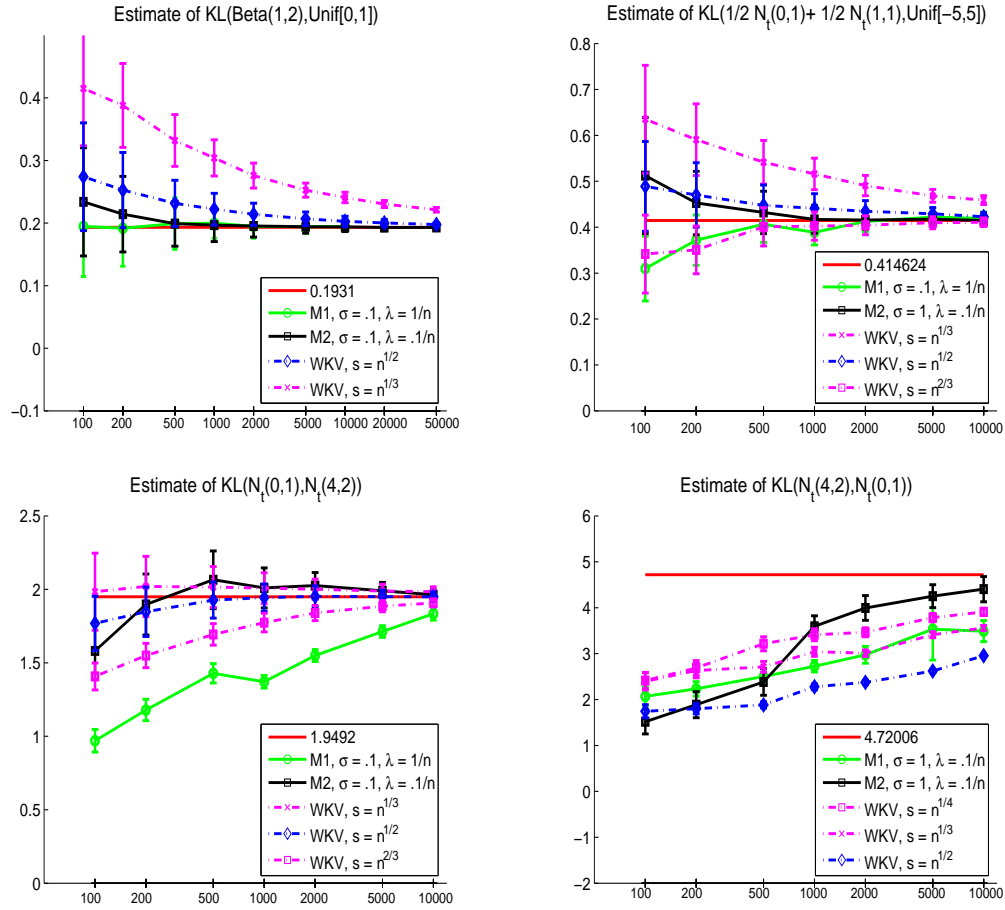 Estimate of KL(Beta(1,2),Unif[0,1])
0.4
0.3
0.2
0.1
0
−0.1
100 200 500 1000 2000 5000 10000 20000 50000
0.1931
M1, σ = .1, λ = 1/n
M2, σ = .1, λ = .1/n
WKV, s = n^{1/2}
WKV, s = n^{1/3}
Estimate of KL(1/2 N_t(0,1)+ 1/2 N_t(1,1),Unif[−5,5])
0.8
0.7
0.6
0.5
0.4
0.3
0.2
0.1
0
100 200 500 1000 2000 5000 10000
0.414624
M1, σ = .1, λ = 1/n
M2, σ = 1, λ = .1/n
WKV, s = n^{1/3}
WKV, s = n^{1/2}
WKV, s = n^{2/3}
Estimate of KL(N_t(0,1),N_t(4,2))
2.5
2
1.5
1
0.5
0
100 200 500 1000 2000 5000 10000
1.9492
M1, σ = .1, λ = 1/n
M2, σ = .1, λ = .1/n
WKV, s = n^{1/3}
WKV, s = n^{1/2}
WKV, s = n^{2/3}
Estimate of KL(N_t(4,2),N_t(0,1))
6
5
4
3
2
1
0
−1
−2
100 200 500 1000 2000 5000 10000
4.72006
M1, σ = 1, λ = .1/n
M2, σ = 1, λ = .1/n
WKV, s = n^{1/4}
WKV, s = n^{1/3}
WKV, s = n^{1/2}